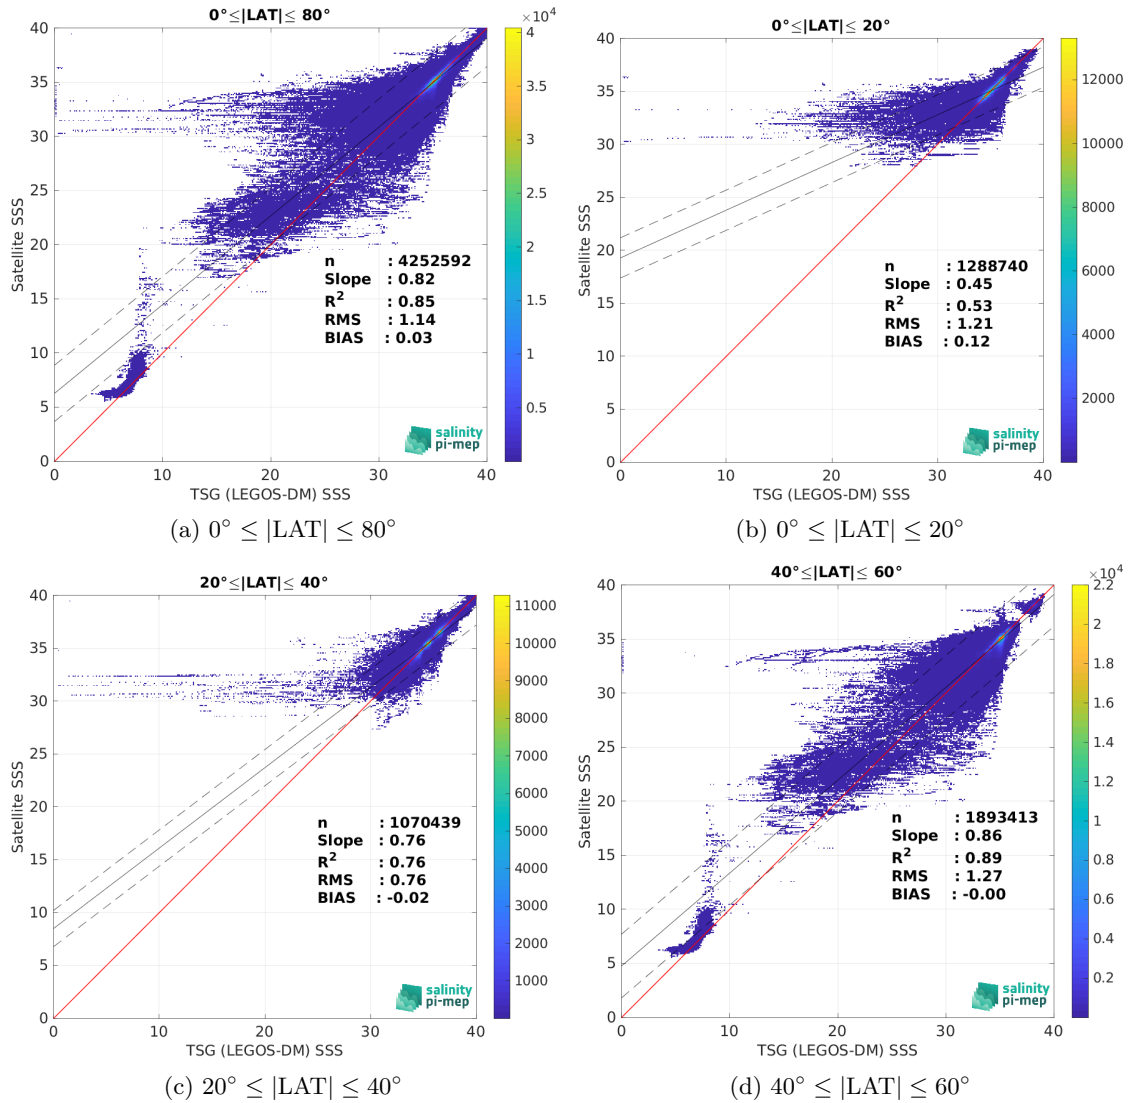 0°≤|LAT|≤ 80°
×10⁴
40
35
30
25
20
15
10
5
0
0
10
20
30
40
4
3.5
3
2.5
2
1.5
1
0.5
Satellite SSS
TSG (LEGOS-DM) SSS
n : 4252592
Slope : 0.82
R² : 0.85
RMS : 1.14
BIAS : 0.03
salinity
pi-mep
(a) 0° ≤ |LAT| ≤ 80°
0°≤|LAT|≤ 20°
40
35
30
25
20
15
10
5
0
0
10
20
30
40
12000
10000
8000
6000
4000
2000
Satellite SSS
TSG (LEGOS-DM) SSS
n : 1288740
Slope : 0.45
R² : 0.53
RMS : 1.21
BIAS : 0.12
salinity
pi-mep
(b) 0° ≤ |LAT| ≤ 20°
20°≤|LAT|≤ 40°
40
35
30
25
20
15
10
5
0
0
10
20
30
40
11000
10000
9000
8000
7000
6000
5000
4000
3000
2000
1000
Satellite SSS
TSG (LEGOS-DM) SSS
n : 1070439
Slope : 0.76
R² : 0.76
RMS : 0.76
BIAS : -0.02
salinity
pi-mep
(c) 20° ≤ |LAT| ≤ 40°
40°≤|LAT|≤ 60°
×10⁴
40
35
30
25
20
15
10
5
0
0
10
20
30
40
2.2
2
1.8
1.6
1.4
1.2
1
0.8
0.6
0.4
0.2
Satellite SSS
TSG (LEGOS-DM) SSS
n : 1893413
Slope : 0.86
R² : 0.89
RMS : 1.27
BIAS : -0.00
salinity
pi-mep
(d) 40° ≤ |LAT| ≤ 60°